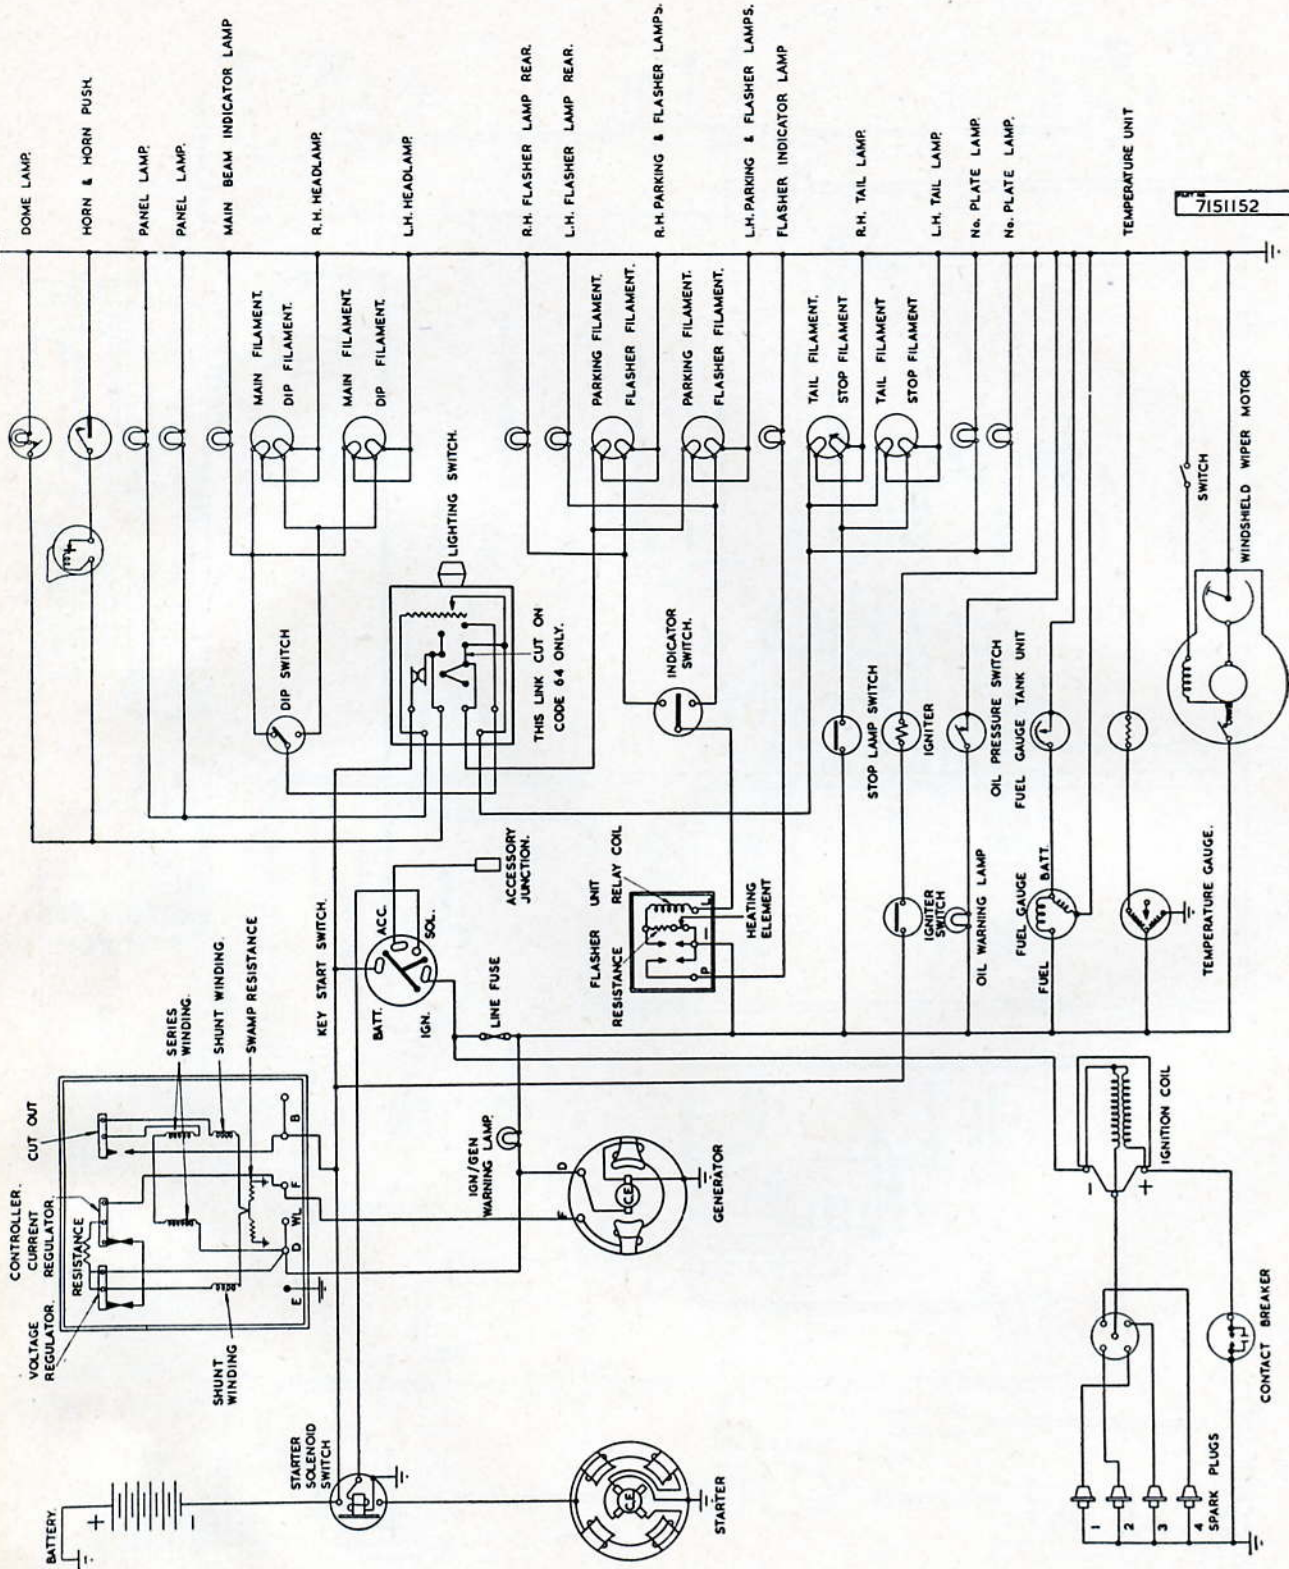 DOME LAMP.
HORN & HORN PUSH.
PANEL LAMP.
PANEL LAMP.
MAIN BEAM INDICATOR LAMP
R.H. HEADLAMP.
L.H. HEADLAMP.
R.H. FLASHER LAMP REAR.
L.H. FLASHER LAMP REAR.
R.H. PARKING & FLASHER LAMPS.
L.H. PARKING & FLASHER LAMPS.
FLASHER INDICATOR LAMP
R.H. TAIL LAMP.
L.H. TAIL LAMP.
No. PLATE LAMP.
No. PLATE LAMP.
TEMPERATURE UNIT
7151152
MAIN FILAMENT.
DIP FILAMENT.
MAIN FILAMENT.
DIP FILAMENT.
PARKING FILAMENT.
FLASHER FILAMENT.
PARKING FILAMENT.
FLASHER FILAMENT.
TAIL FILAMENT.
STOP FILAMENT
TAIL FILAMENT
STOP FILAMENT
LIGHTING SWITCH.
DIP SWITCH
THIS LINK CUT ON
CODE 64 ONLY.
INDICATOR
SWITCH.
STOP LAMP SWITCH
IGNITER
OIL PRESSURE SWITCH
FUEL GAUGE TANK UNIT
SWITCH
WINDSHIELD WIPER MOTOR
KEY START SWITCH.
BATT.
ACC.
SOL.
IGN.
ACCESSORY
JUNCTION.
LINE FUSE
FLASHER UNIT
RESISTANCE
RELAY COIL
HEATING
ELEMENT
P
I
L
IGNITER
SWITCH
OIL WARNING LAMP
FUEL GAUGE
FUEL
BATT.
TEMPERATURE GAUGE.
CONTROLLER.
CUT OUT
CURRENT
REGULATOR.
VOLTAGE
REGULATOR.
RESISTANCE
SERIES
WINDING.
SHUNT WINDING.
SWAMP RESISTANCE
SHUNT
WINDING
E
D
WL
F
B
IGN/GEN
WARNING LAMP.
F
D
C.E.
GENERATOR
BATTERY.
+
-
STARTER
SOLENOID
SWITCH
C.E.
STARTER
-
+
IGNITION COIL
1
2
3
4
SPARK PLUGS
CONTACT BREAKER